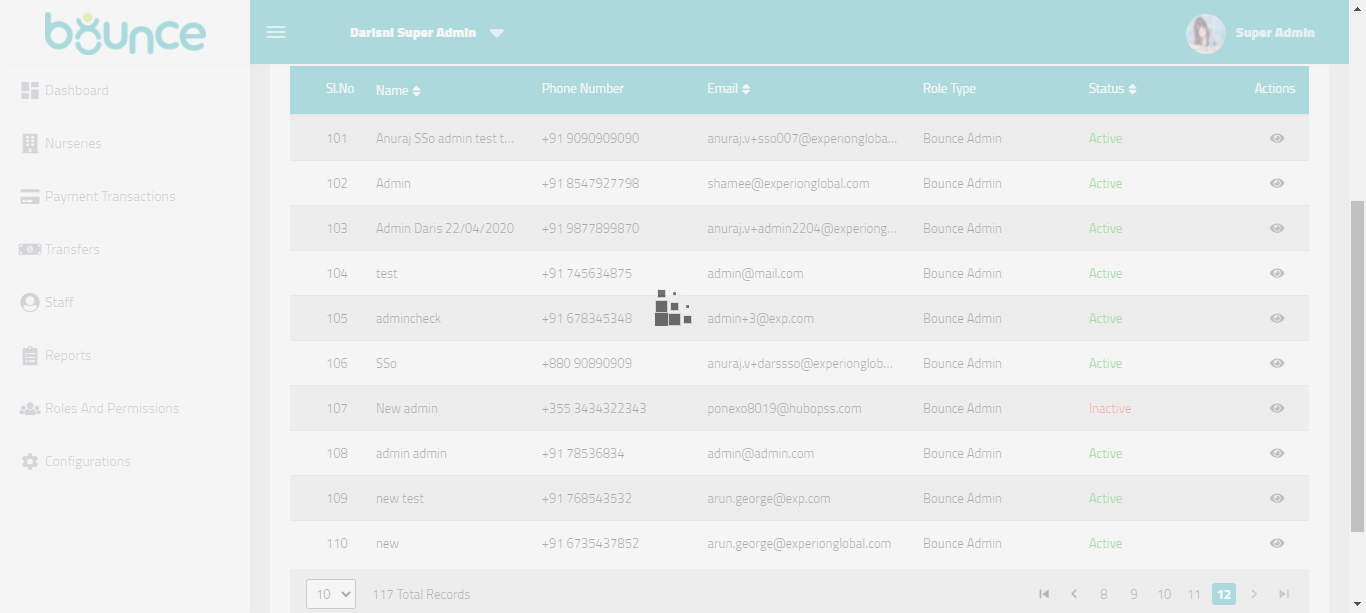 bounce
Darisni Super Admin
Super Admin
Dashboard
Nurseries
Payment Transactions
Transfers
Staff
Reports
Roles And Permissions
Configurations
Sl.No Name Phone Number Email Role Type Status Actions
101 Anuraj SSo admin test t... +91 9090909090 anuraj.v+sso007@experiongloba... Bounce Admin Active
102 Admin +91 8547927798 shamee@experionglobal.com Bounce Admin Active
103 Admin Daris 22/04/2020 +91 9877899870 anuraj.v+admin2204@experiong... Bounce Admin Active
104 test +91 745634875 admin@mail.com Bounce Admin Active
105 admincheck +91 678345348 admin+3@exp.com Bounce Admin Active
106 SSo +880 90890909 anuraj.v+darssso@experionglob... Bounce Admin Active
107 New admin +355 3434322343 ponexo8019@hubopss.com Bounce Admin Inactive
108 admin admin +91 78536834 admin@admin.com Bounce Admin Active
109 new test +91 768543532 arun.george@exp.com Bounce Admin Active
110 new +91 6735437852 arun.george@experionglobal.com Bounce Admin Active
10 117 Total Records 8 9 10 11 12